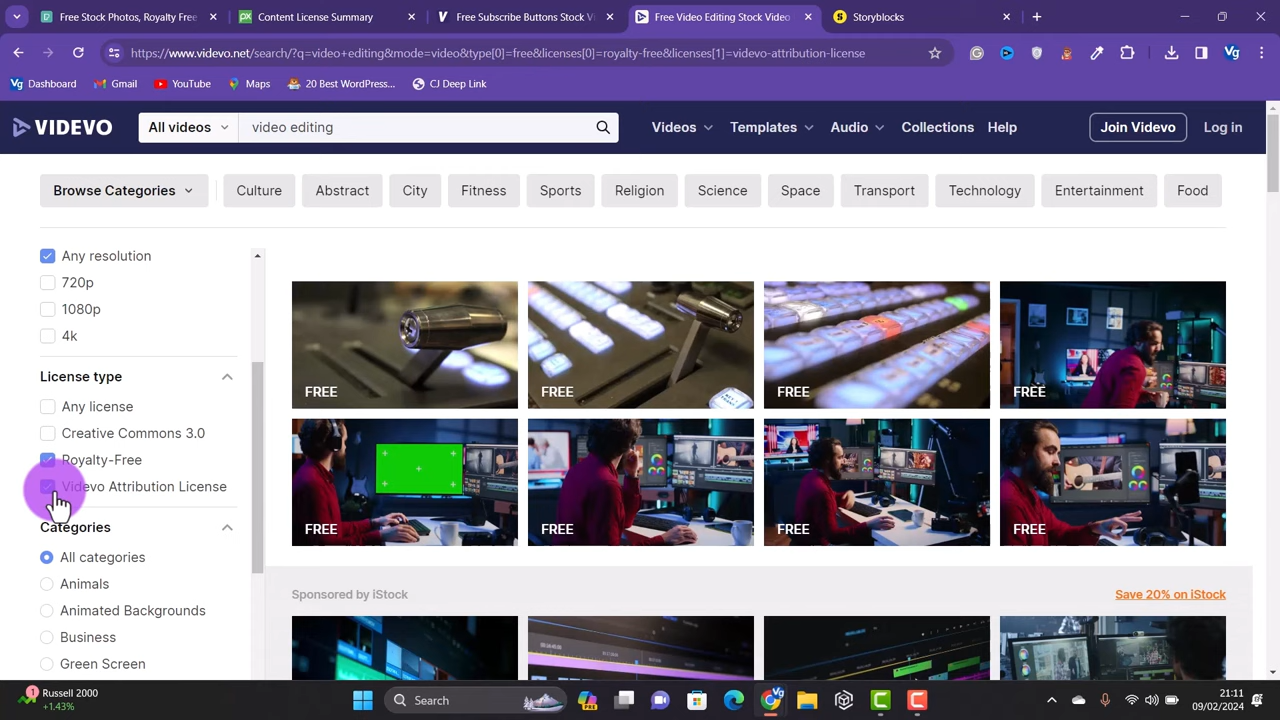 Free Stock Photos, Royalty Free
Content License Summary
Free Subscribe Buttons Stock V
Free Video Editing Stock Video
Storyblocks
https://www.videvo.net/search/?q=video+editing&mode=video&type[0]=free&licenses[0]=royalty-free&licenses[1]=videvo-attribution-license
Vg Dashboard
Gmail
YouTube
Maps
20 Best WordPress...
CJ Deep Link
VIDEVO
All videos
video editing
Videos
Templates
Audio
Collections
Help
Join Videvo
Log in
Browse Categories
Culture
Abstract
City
Fitness
Sports
Religion
Science
Space
Transport
Technology
Entertainment
Food
Any resolution
720p
1080p
4k
License type
Any license
Creative Commons 3.0
Royalty-Free
Videvo Attribution License
Categories
All categories
Animals
Animated Backgrounds
Business
Green Screen
FREE
FREE
FREE
FREE
FREE
FREE
FREE
FREE
Sponsored by iStock
Save 20% on iStock
1
Russell 2000
+1.43%
Search
PRE
21:11
09/02/2024